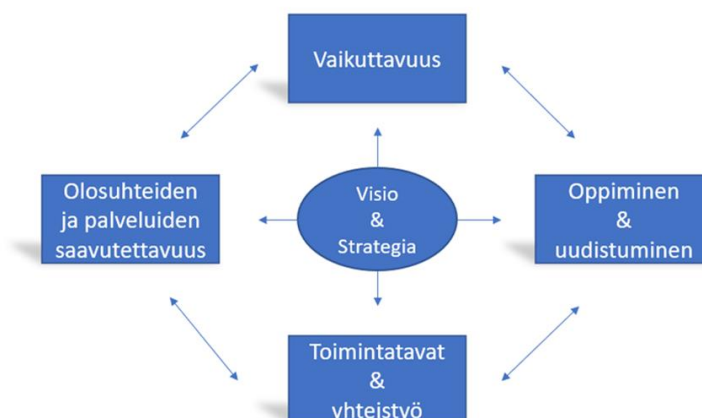 Vaikuttavuus
Olosuhteiden
ja palveluiden
saavutettavuus
Visio
&
Strategia
Oppiminen
&
uudistuminen
Toimintatavat
&
yhteistyö